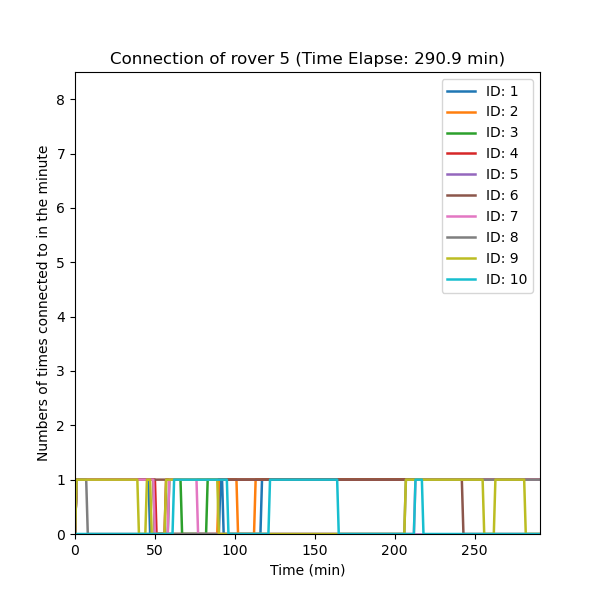 Connection of rover 5 (Time Elapse: 290.9 min)
Numbers of times connected to in the minute
8
7
6
5
4
3
2
1
0
0
50
100
150
200
250
Time (min)
ID: 1
ID: 2
ID: 3
ID: 4
ID: 5
ID: 6
ID: 7
ID: 8
ID: 9
ID: 10